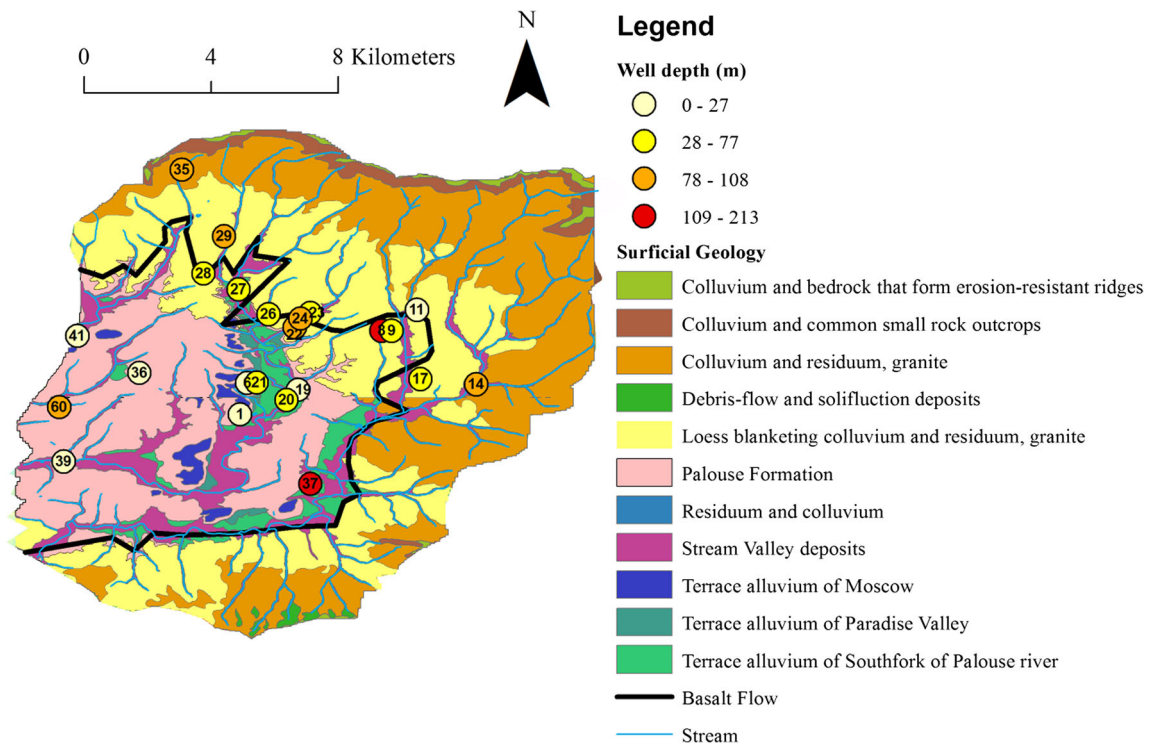 N
0 4 8 Kilometers
Legend
Well depth (m)
0 - 27
28 - 77
78 - 108
109 - 213
Surficial Geology
Colluvium and bedrock that form erosion-resistant ridges
Colluvium and common small rock outcrops
Colluvium and residuum, granite
Debris-flow and solifluction deposits
Loess blanketing colluvium and residuum, granite
Palouse Formation
Residuum and colluvium
Stream Valley deposits
Terrace alluvium of Moscow
Terrace alluvium of Paradise Valley
Terrace alluvium of Southfork of Palouse river
Basalt Flow
Stream
35
29
28
27
26
24
23
22
11
9
41
36
17
14
6
21
19
20
60
1
39
37